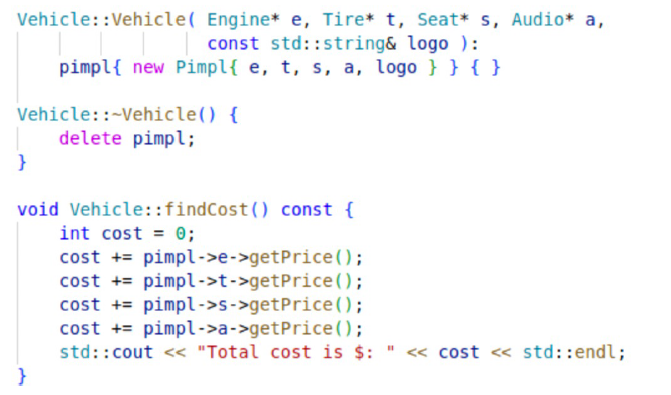 Vehicle::Vehicle( Engine* e, Tire* t, Seat* s, Audio* a,
                  const std::string& logo ):
    pimpl{ new Pimpl{ e, t, s, a, logo } } { }

Vehicle::~Vehicle() {
    delete pimpl;
}

void Vehicle::findCost() const {
    int cost = 0;
    cost += pimpl->e->getPrice();
    cost += pimpl->t->getPrice();
    cost += pimpl->s->getPrice();
    cost += pimpl->a->getPrice();
    std::cout << "Total cost is $: " << cost << std::endl;
}